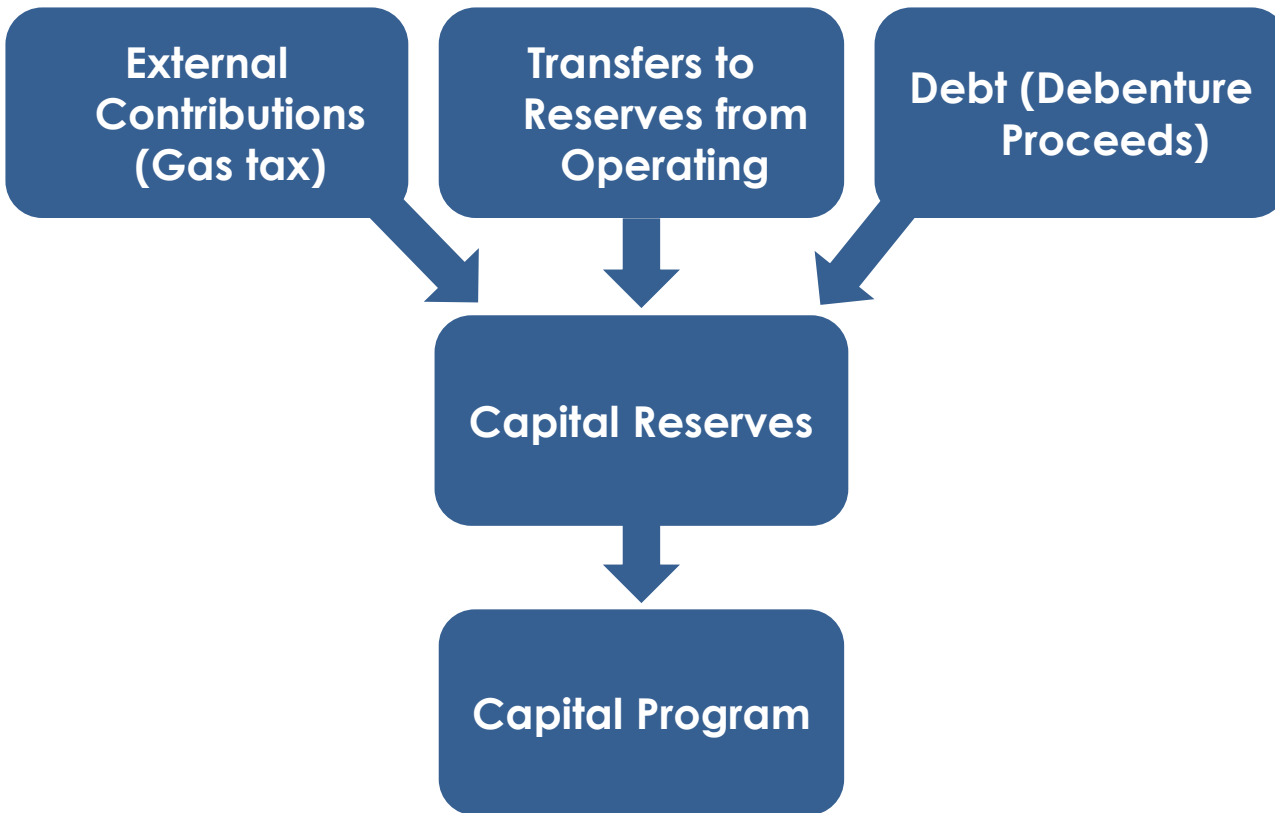 External
Contributions
(Gas tax)
Transfers to
Reserves from
Operating
Debt (Debenture
Proceeds)
Capital Reserves
Capital Program